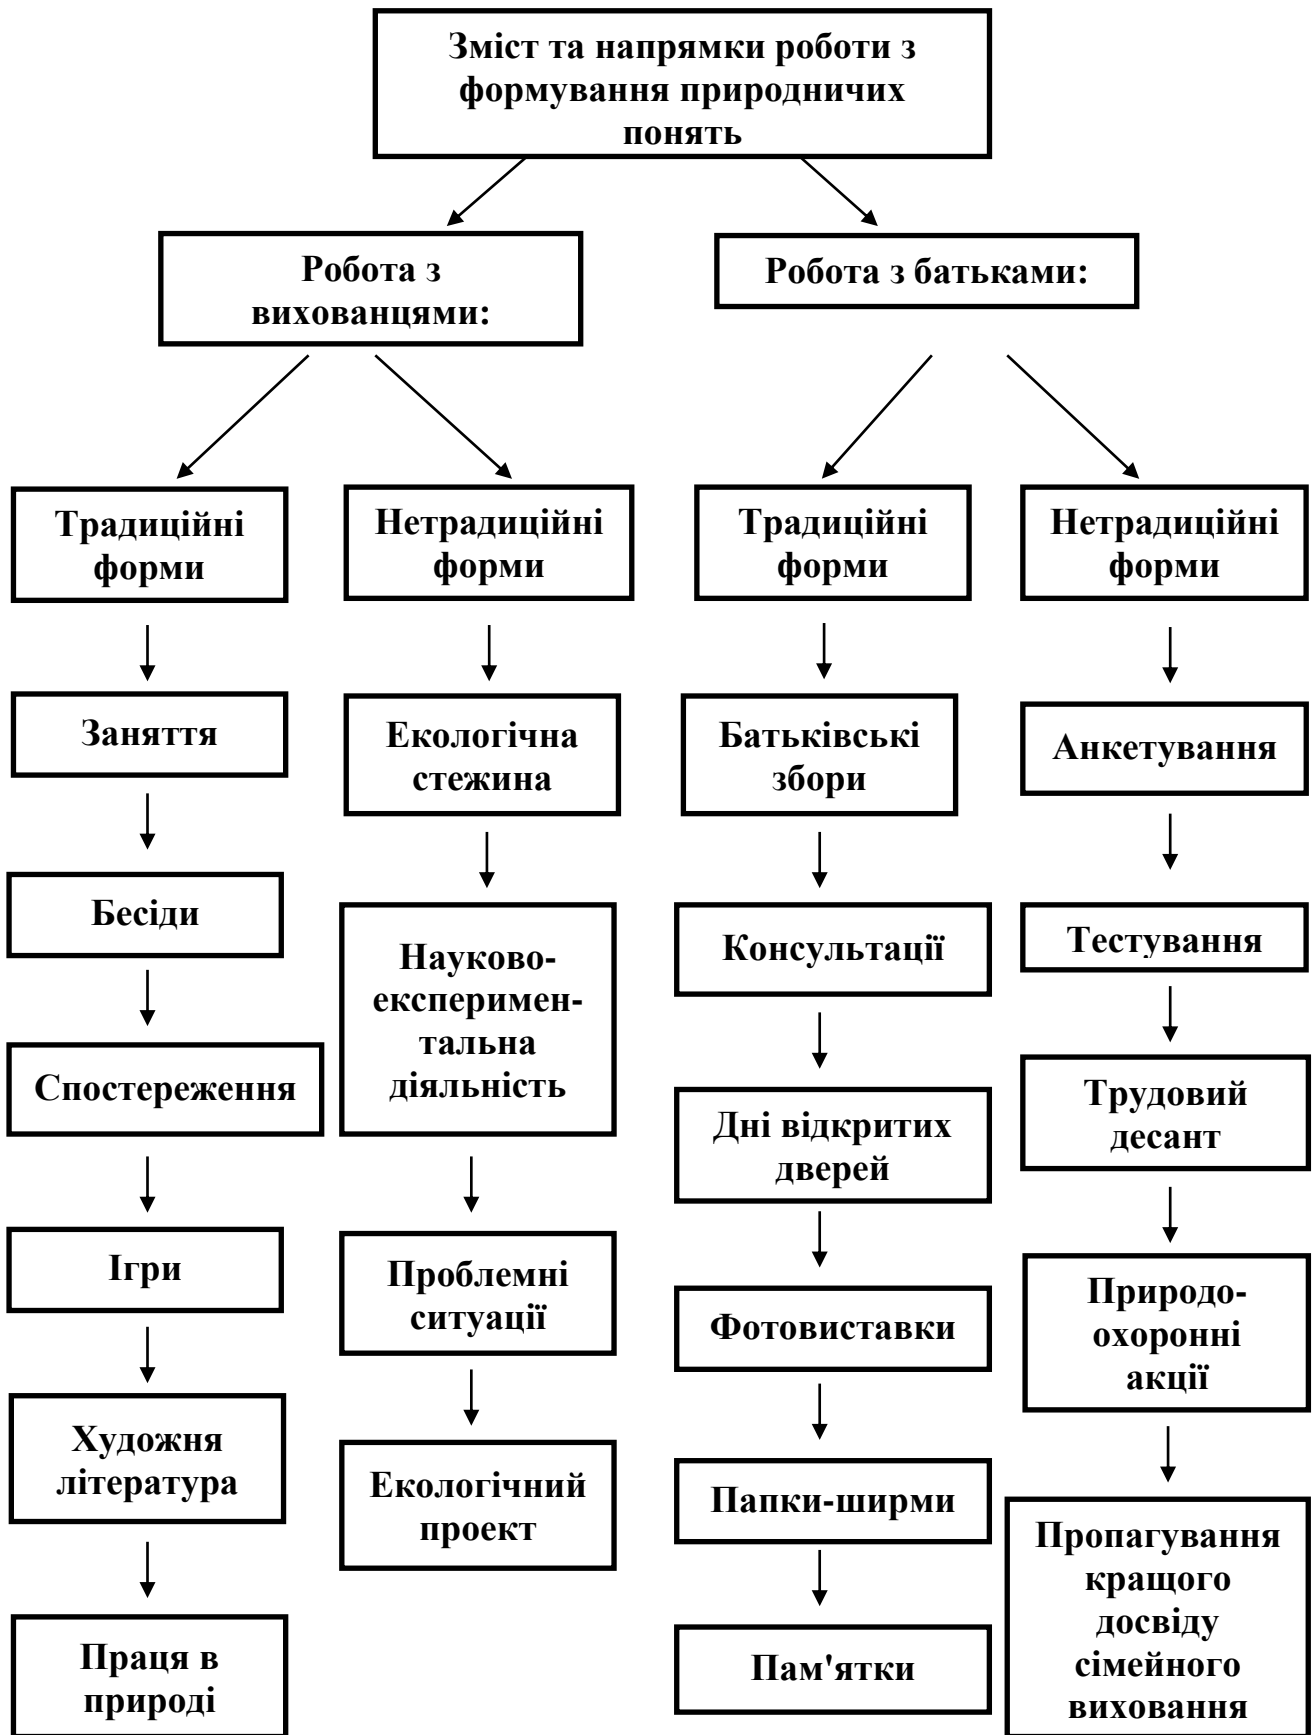 Зміст та напрямки роботи з
формування природничих
понять
Робота з
вихованцями:
Робота з батьками:
Традиційні
форми
Нетрадиційні
форми
Традиційні
форми
Нетрадиційні
форми
Заняття
Екологічна
стежина
Батьківські
збори
Анкетування
Бесіди
Науково-
експеримен-
тальна
діяльність
Консультації
Тестування
Спостереження
Дні відкритих
дверей
Трудовий
десант
Ігри
Проблемні
ситуації
Фотовиставки
Природо-
охоронні
акції
Художня
література
Екологічний
проект
Папки-ширми
Пропагування
кращого
досвіду
сімейного
виховання
Праця в
природі
Пам'ятки